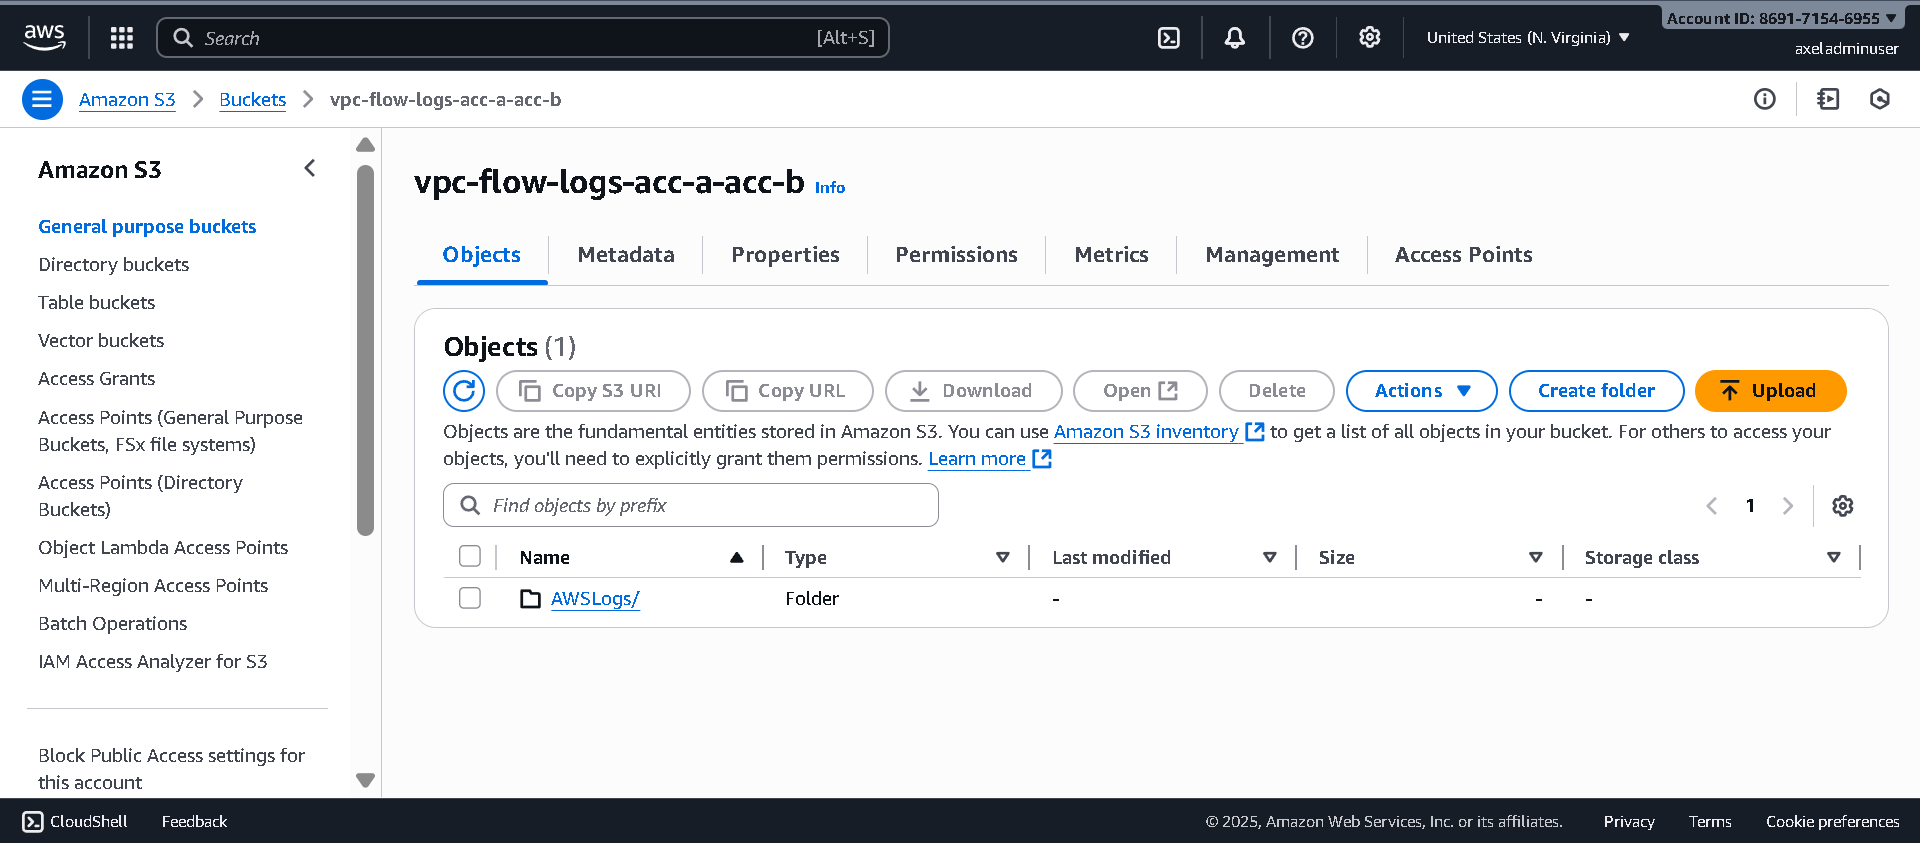 aws
Search [Alt+S]
United States (N. Virginia)
Account ID: 8691-7154-6955
axeladminuser
Amazon S3
Buckets
vpc-flow-logs-acc-a-acc-b
Amazon S3
General purpose buckets
Directory buckets
Table buckets
Vector buckets
Access Grants
Access Points (General Purpose
Buckets, FSx file systems)
Access Points (Directory
Buckets)
Object Lambda Access Points
Multi-Region Access Points
Batch Operations
IAM Access Analyzer for S3
Block Public Access settings for
this account
vpc-flow-logs-acc-a-acc-b Info
Objects Metadata Properties Permissions Metrics Management Access Points
Objects (1)
Copy S3 URI Copy URL Download Open Delete Actions Create folder Upload
Objects are the fundamental entities stored in Amazon S3. You can use Amazon S3 inventory to get a list of all objects in your bucket. For others to access your
objects, you'll need to explicitly grant them permissions. Learn more
Find objects by prefix
1
Name Type Last modified Size Storage class
AWSLogs/ Folder - - -
CloudShell Feedback © 2025, Amazon Web Services, Inc. or its affiliates. Privacy Terms Cookie preferences